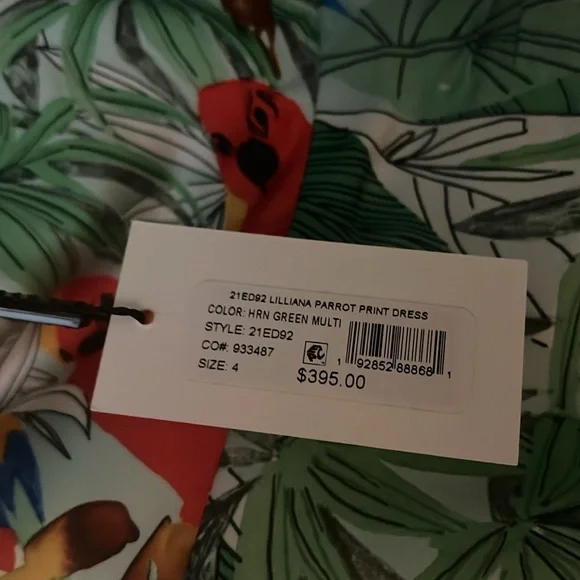 21ED92 LILLIANA PARROT PRINT DRESS
COLOR: HRN GREEN MULTI
STYLE: 21ED92
CO#: 933487
SIZE: 4
1 92852 88868 1
$395.00